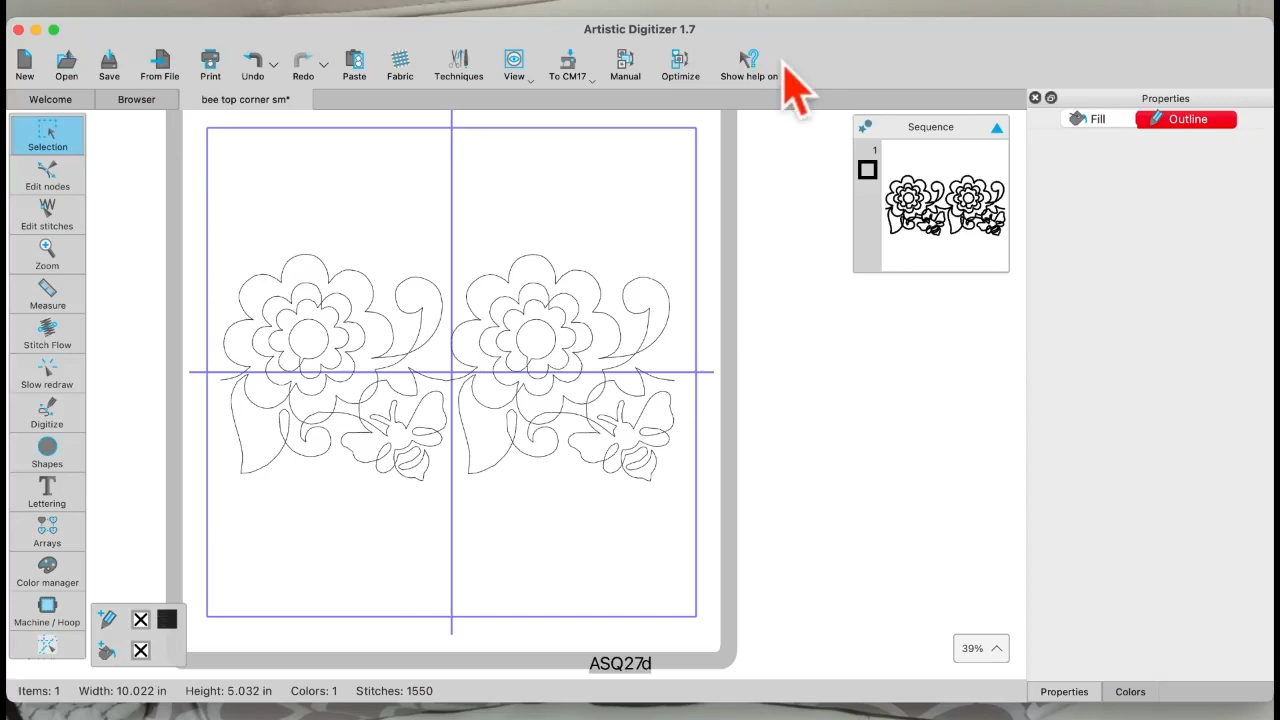 Artistic Digitizer 1.7
New Open Save From File Print Undo Redo Paste Fabric Techniques View To CM17 Manual Optimize Show help on
Welcome Browser bee top corner sm*
Properties
Fill Outline
Selection
Edit nodes
Edit stitches
Zoom
Measure
Stitch Flow
Slow redraw
Digitize
Shapes
Lettering
Arrays
Color manager
Machine / Hoop
Sequence
1
39%
ASQ27d
Items: 1 Width: 10.022 in Height: 5.032 in Colors: 1 Stitches: 1550
Properties Colors